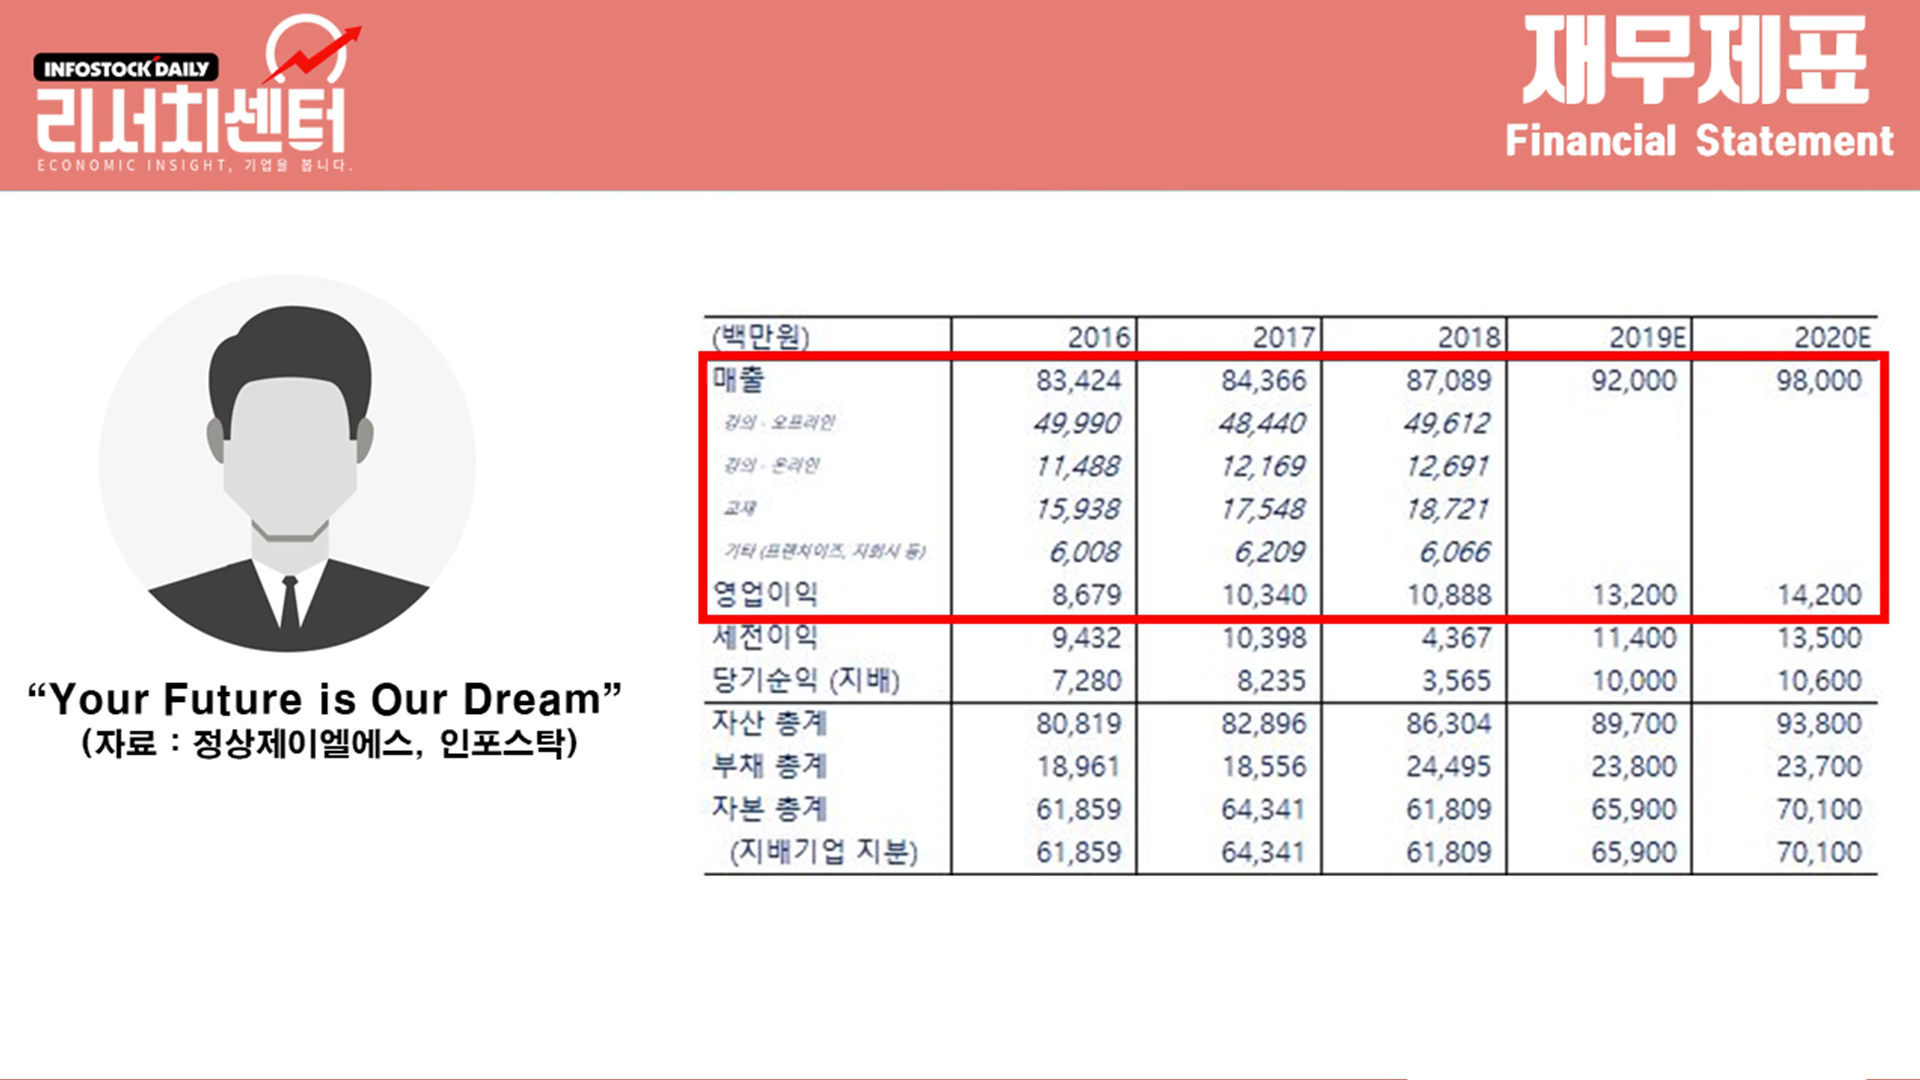 INFOSTOCK DAILY
리서치센터
ECONOMIC INSIGHT, 기업을 봅니다.
재무제표
Financial Statement
“Your Future is Our Dream”
(자료 : 정상제이엘에스, 인포스탁)
(백만원) 2016 2017 2018 2019E 2020E
매출 83,424 84,366 87,089 92,000 98,000
강의 - 오프라인 49,990 48,440 49,612
강의 - 온라인 11,488 12,169 12,691
교재 15,938 17,548 18,721
기타 (프랜차이즈, 자회사 등) 6,008 6,209 6,066
영업이익 8,679 10,340 10,888 13,200 14,200
세전이익 9,432 10,398 4,367 11,400 13,500
당기순익 (지배) 7,280 8,235 3,565 10,000 10,600
자산 총계 80,819 82,896 86,304 89,700 93,800
부채 총계 18,961 18,556 24,495 23,800 23,700
자본 총계 61,859 64,341 61,809 65,900 70,100
(지배기업 지분) 61,859 64,341 61,809 65,900 70,100